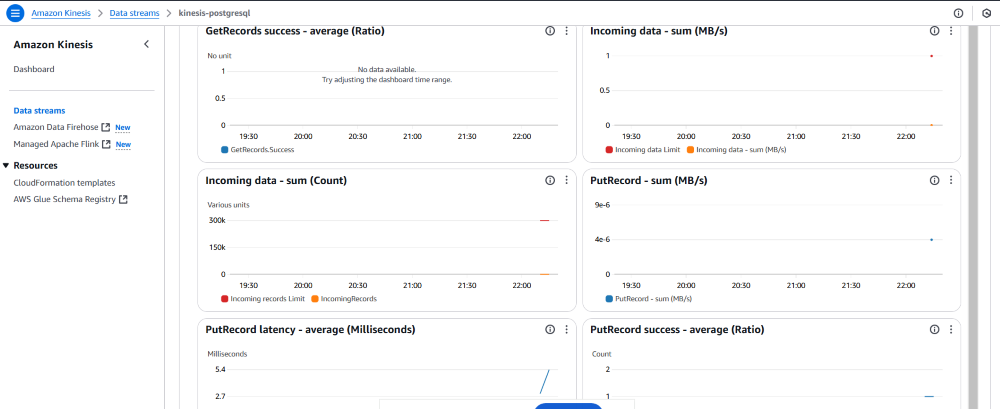 Amazon Kinesis > Data streams > kinesis-postgresql
Amazon Kinesis
Dashboard
Data streams
Amazon Data Firehose New
Managed Apache Flink New
Resources
CloudFormation templates
AWS Glue Schema Registry
GetRecords success - average (Ratio)
No unit
1
0.5
0
No data available.
Try adjusting the dashboard time range.
19:30 20:00 20:30 21:00 21:30 22:00
GetRecords.Success
Incoming data - sum (MB/s)
1
0.5
0
19:30 20:00 20:30 21:00 21:30 22:00
Incoming data Limit Incoming data - sum (MB/s)
Incoming data - sum (Count)
Various units
300k
150k
0
19:30 20:00 20:30 21:00 21:30 22:00
Incoming records Limit IncomingRecords
PutRecord - sum (MB/s)
9e-6
4e-6
0
19:30 20:00 20:30 21:00 21:30 22:00
PutRecord - sum (MB/s)
PutRecord latency - average (Milliseconds)
Milliseconds
5.4
2.7
PutRecord success - average (Ratio)
Count
2
1